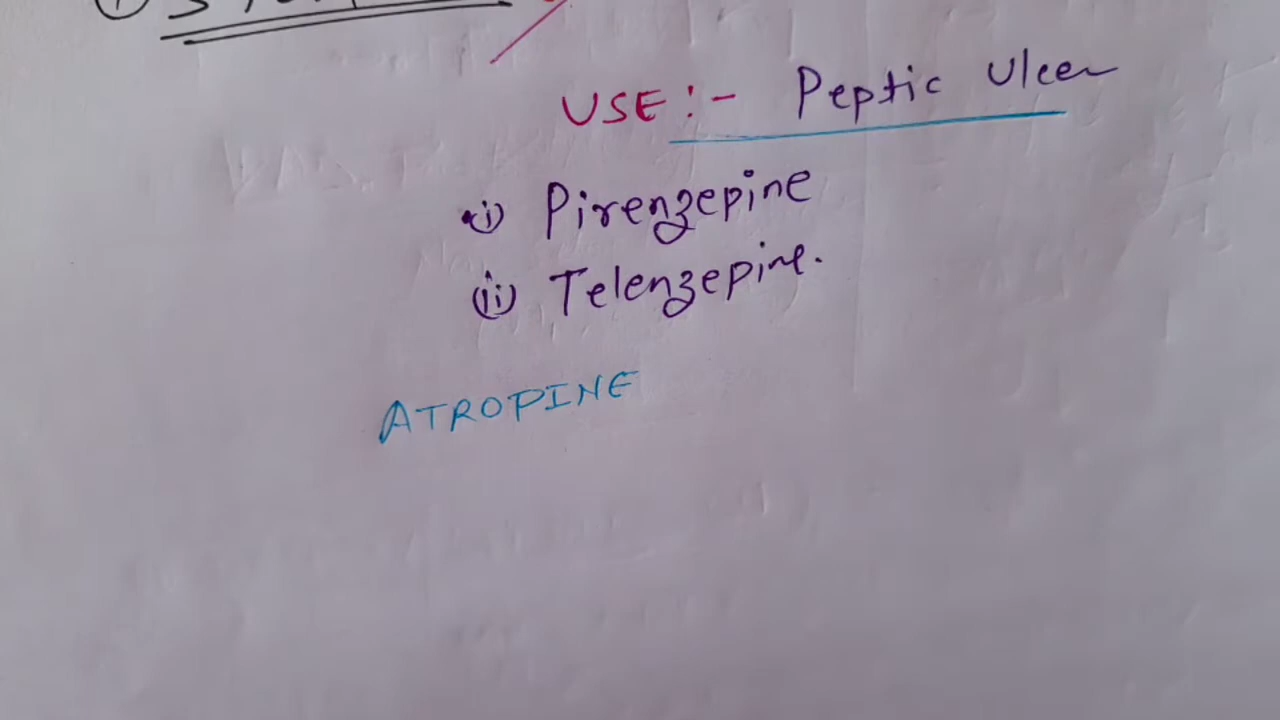 USE:- Peptic Ulcer
(i) Pirenzepine
(ii) Telenzepine.
ATROPINE